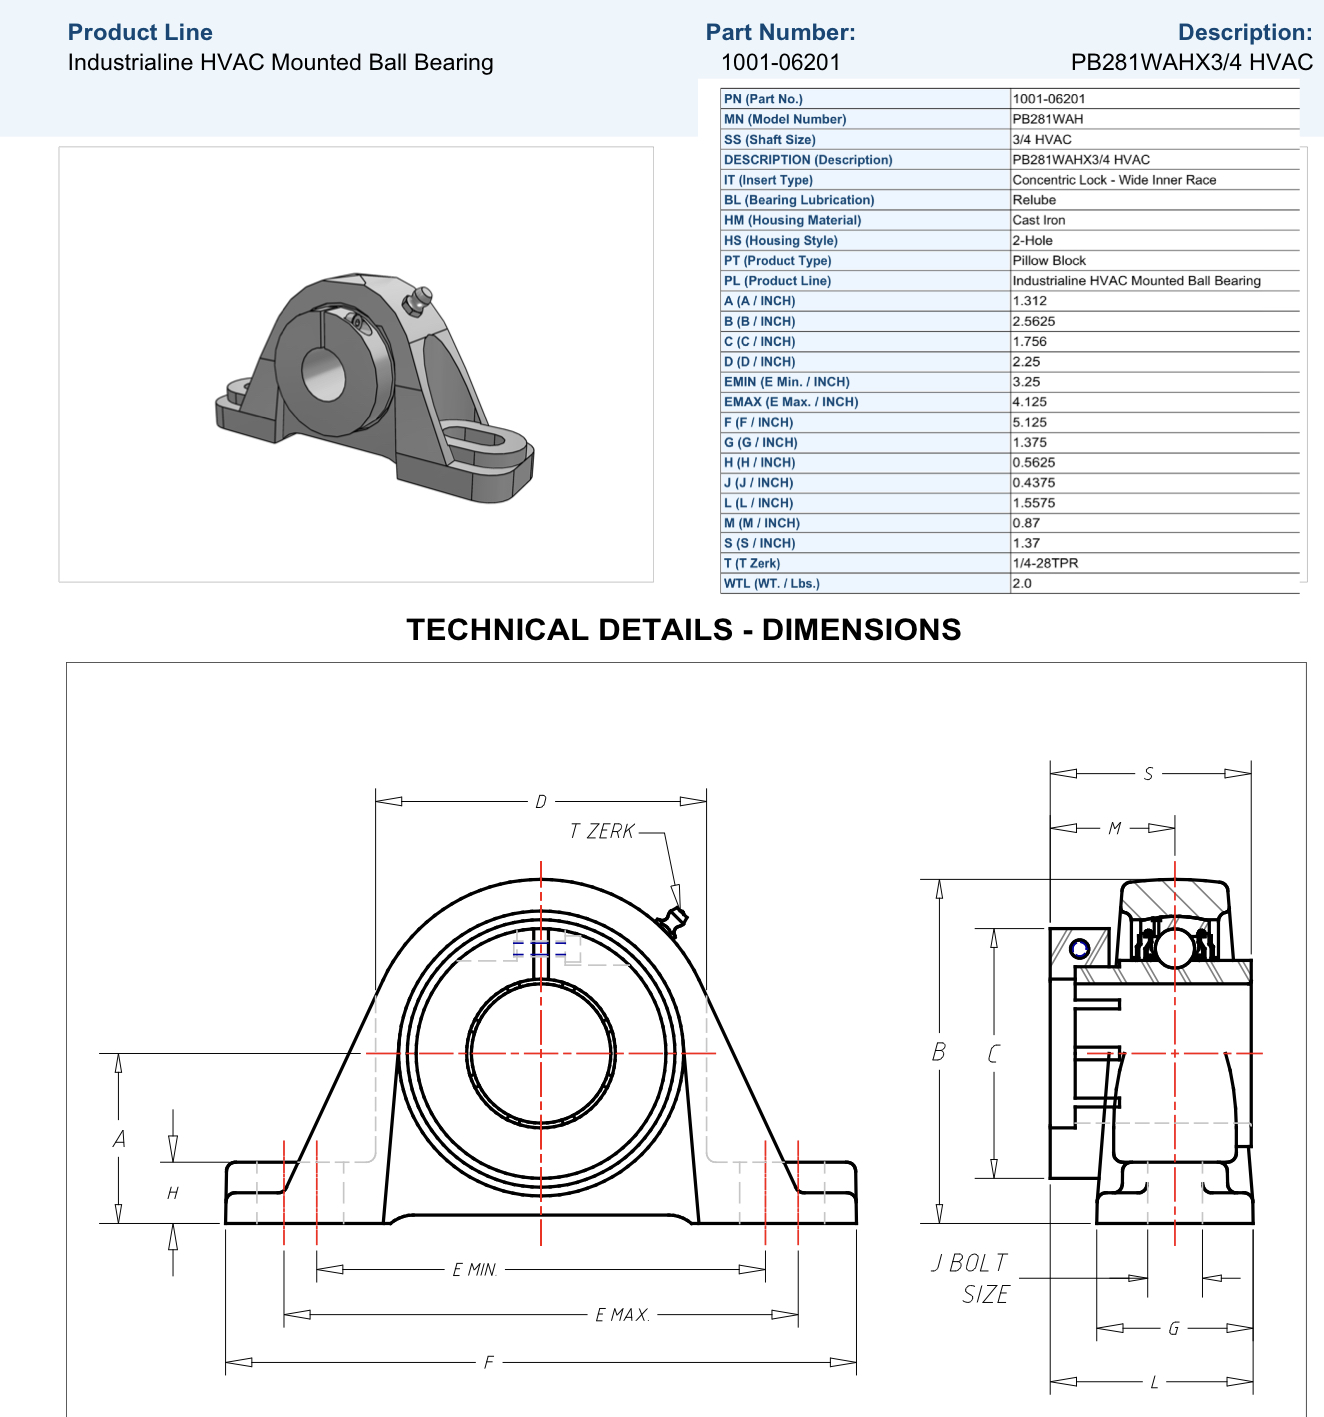 Product Line
Industrialine HVAC Mounted Ball Bearing
Part Number:
1001-06201
Description:
PB281WAHX3/4 HVAC
PN (Part No.) 1001-06201
MN (Model Number) PB281WAH
SS (Shaft Size) 3/4 HVAC
DESCRIPTION (Description) PB281WAHX3/4 HVAC
IT (Insert Type) Concentric Lock - Wide Inner Race
BL (Bearing Lubrication) Relube
HM (Housing Material) Cast Iron
HS (Housing Style) 2-Hole
PT (Product Type) Pillow Block
PL (Product Line) Industrialine HVAC Mounted Ball Bearing
A (A / INCH) 1.312
B (B / INCH) 2.5625
C (C / INCH) 1.756
D (D / INCH) 2.25
EMIN (E Min. / INCH) 3.25
EMAX (E Max. / INCH) 4.125
F (F / INCH) 5.125
G (G / INCH) 1.375
H (H / INCH) 0.5625
J (J / INCH) 0.4375
L (L / INCH) 1.5575
M (M / INCH) 0.87
S (S / INCH) 1.37
T (T Zerk) 1/4-28TPR
WTL (WT. / Lbs.) 2.0
TECHNICAL DETAILS - DIMENSIONS
D
T ZERK
A
H
E MIN.
E MAX.
F
S
M
B
C
J BOLT
SIZE
G
L